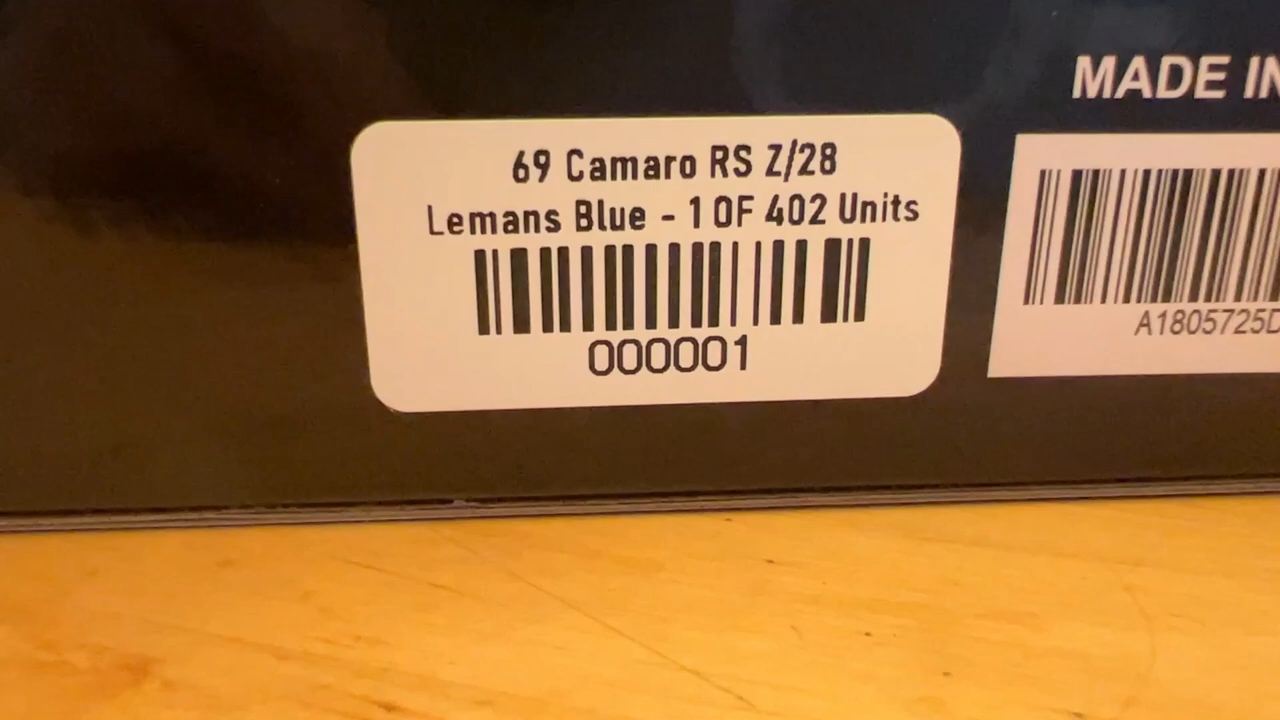 69 Camaro RS Z/28
Lemans Blue - 1 OF 402 Units
000001
MADE IN
A1805725D